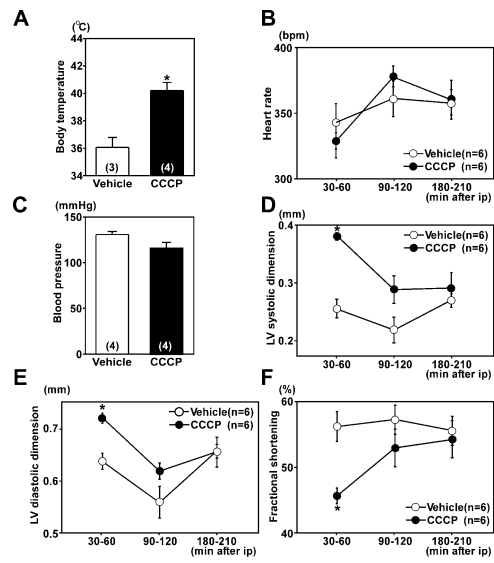 A
(°C)
Body temperature
42
40
38
36
34
*
(3)
(4)
Vehicle
CCCP
B
(bpm)
Heart rate
400
350
300
Vehicle(n=6)
CCCP (n=6)
30-60
90-120
180-210
(min after ip)
C
(mmHg)
Blood pressure
150
100
50
0
(4)
(4)
Vehicle
CCCP
D
(mm)
LV systolic dimension
0.4
0.3
0.2
*
Vehicle(n=6)
CCCP (n=6)
30-60
90-120
180-210
(min after ip)
E
(mm)
LV diastolic dimension
0.7
0.6
0.5
*
Vehicle(n=6)
CCCP (n=6)
30-60
90-120
180-210
(min after ip)
F
(%)
Fractional shortening
60
50
40
*
Vehicle(n=6)
CCCP (n=6)
30-60
90-120
180-210
(min after ip)